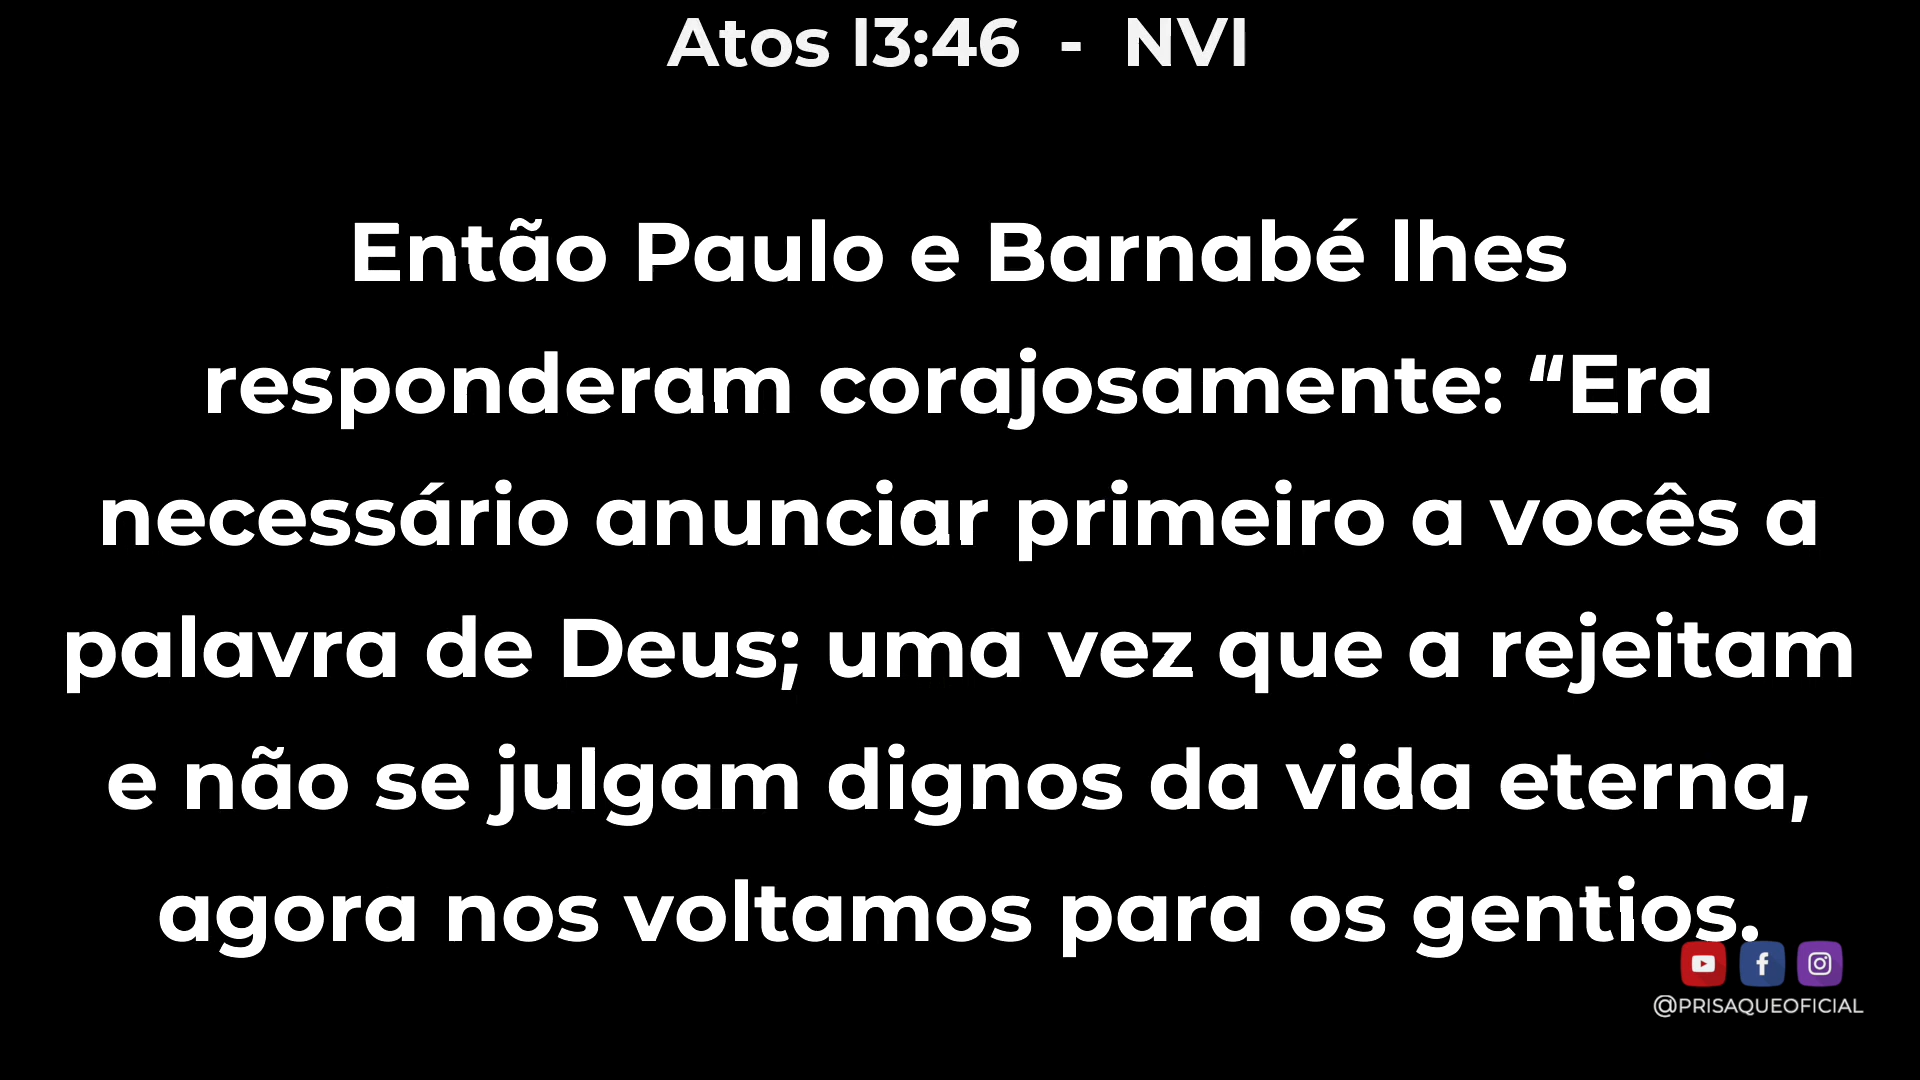 Atos 13:46 - NVI
Então Paulo e Barnabé lhes
responderam corajosamente: “Era
necessário anunciar primeiro a vocês a
palavra de Deus; uma vez que a rejeitam
e não se julgam dignos da vida eterna,
agora nos voltamos para os gentios.
@PRISAQUEOFICIAL